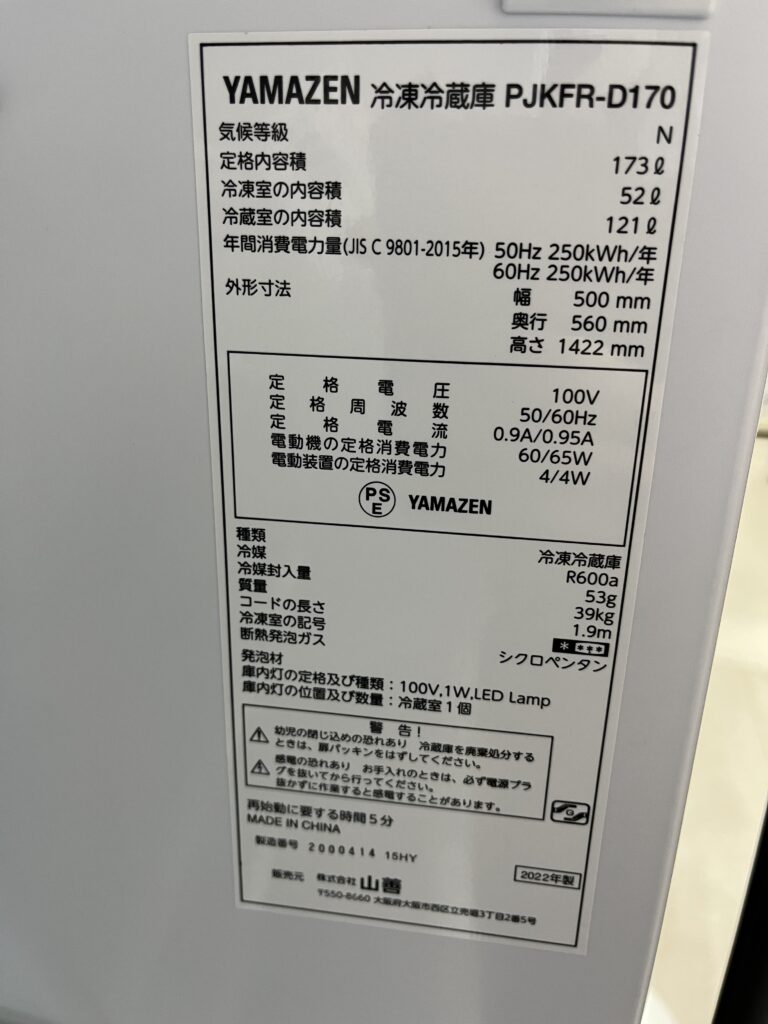 YAMAZEN 冷凍冷蔵庫 PJKFR-D170
気候等級 N
定格内容積 173ℓ
冷凍室の内容積 52ℓ
冷蔵室の内容積 121ℓ
年間消費電力量(JIS C 9801-2015年) 50Hz 250kWh/年
60Hz 250kWh/年
外形寸法 幅 500 mm
奥行 560 mm
高さ 1422 mm
定格電圧 100V
定格周波数 50/60Hz
定格電流 0.9A/0.95A
電動機の定格消費電力 60/65W
電動装置の定格消費電力 4/4W
PS E YAMAZEN
種類 冷凍冷蔵庫
冷媒 R600a
冷媒封入量 53g
質量 39kg
コードの長さ 1.9m
冷凍室の記号 * ***
断熱発泡ガス シクロペンタン
発泡材
庫内灯の定格及び種類：100V,1W,LED Lamp
庫内灯の位置及び数量：冷蔵室1個
警告!
幼児の閉じ込めの恐れあり 冷蔵庫を廃棄処分する
ときは、扉パッキンをはずしてください。
感電の恐れあり お手入れのときは、必ず電源プラ
グを抜いてから行ってください。
抜かずに作業すると感電することがあります。
G
再始動に要する時間5分
MADE IN CHINA
製造番号 2000414 15HY
2022年製
販売元 株式会社 山善
〒550-8660 大阪府大阪市西区立売堀3丁目2番5号